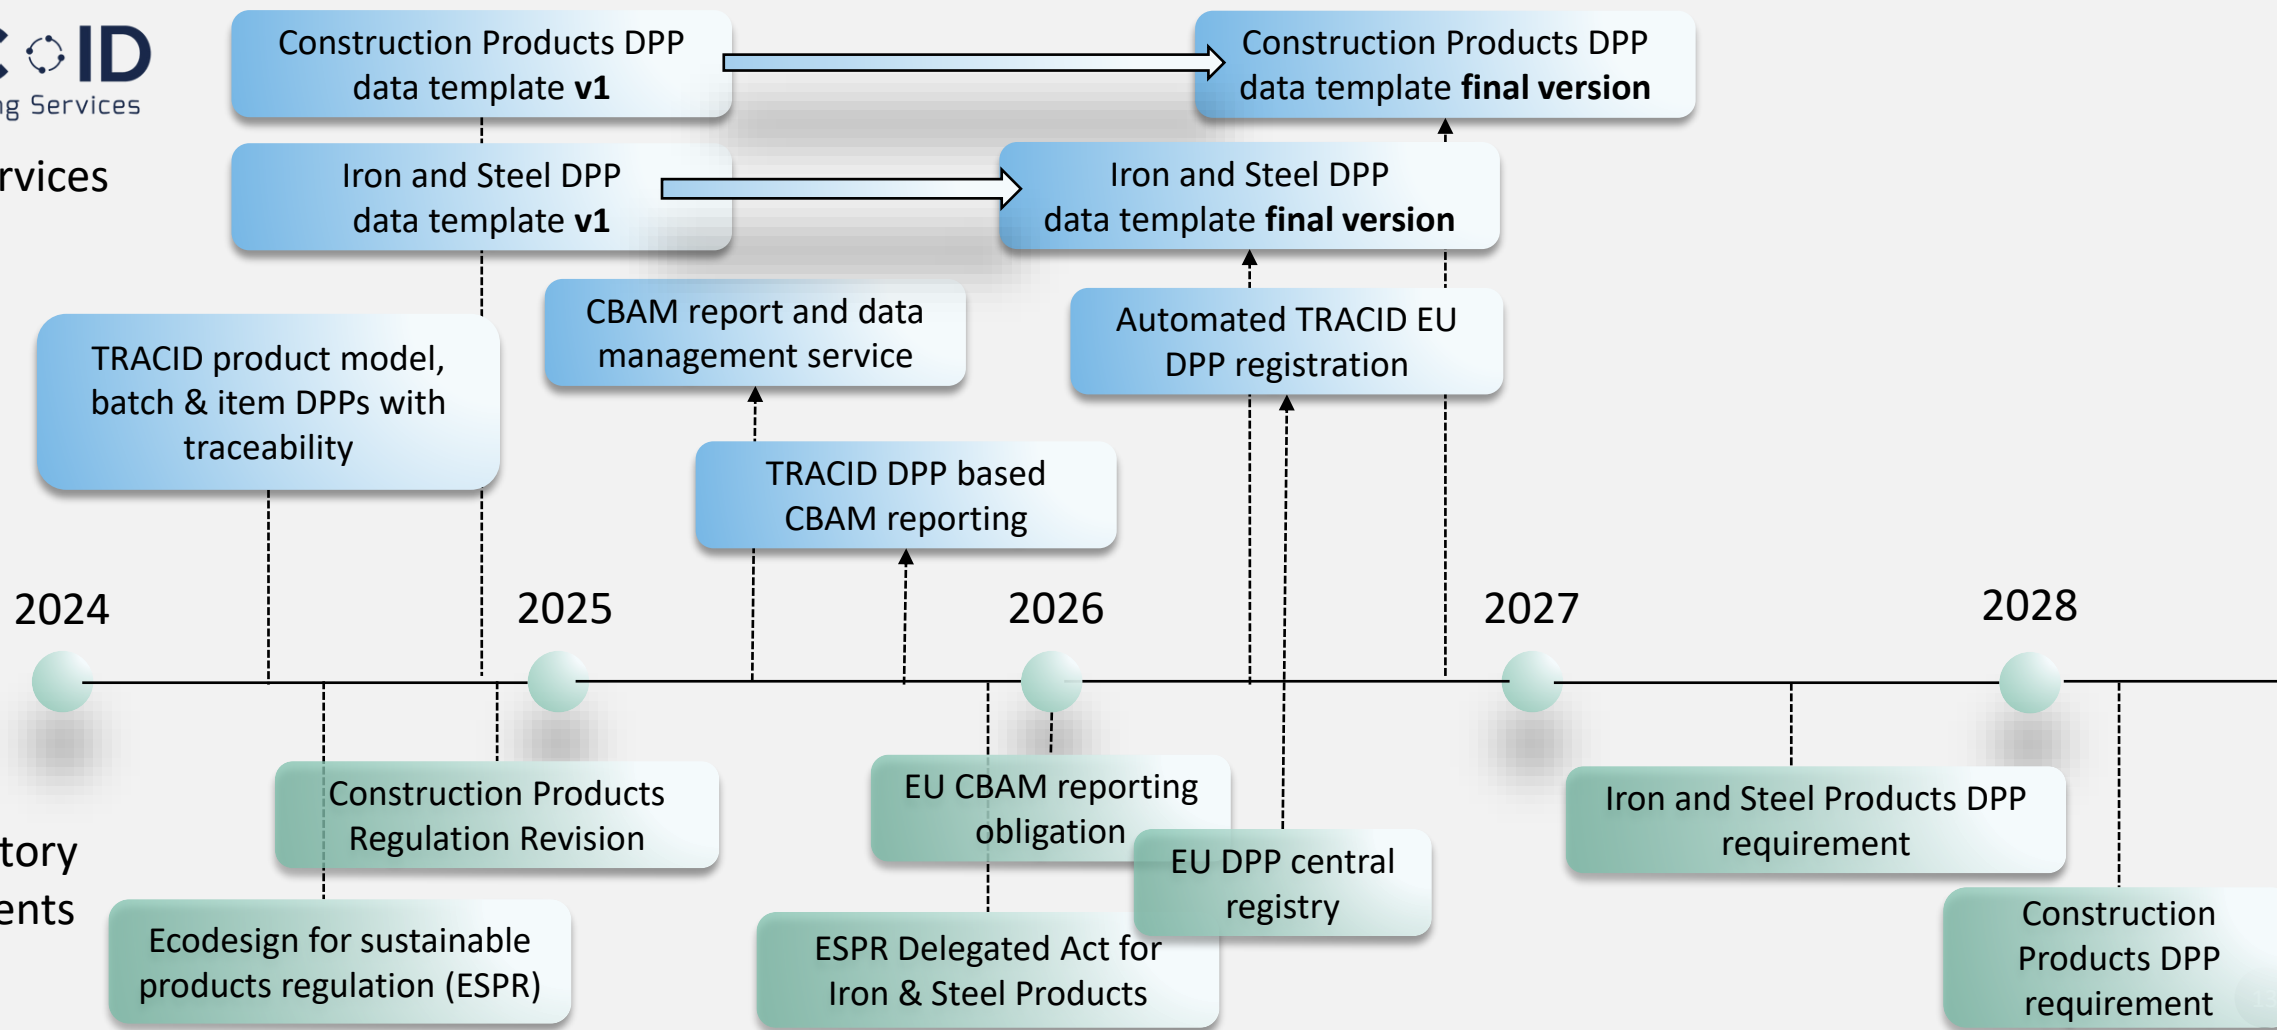 ID
ng Services
rvices
Construction Products DPP
data template v1
Construction Products DPP
data template final version
Iron and Steel DPP
data template v1
Iron and Steel DPP
data template final version
CBAM report and data
management service
Automated TRACID EU
DPP registration
TRACID product model,
batch & item DPPs with
traceability
TRACID DPP based
CBAM reporting
2024
2025
2026
2027
2028
Construction Products
Regulation Revision
EU CBAM reporting
obligation
Iron and Steel Products DPP
requirement
tory
ents
EU DPP central
registry
Ecodesign for sustainable
products regulation (ESPR)
ESPR Delegated Act for
Iron & Steel Products
Construction
Products DPP
requirement